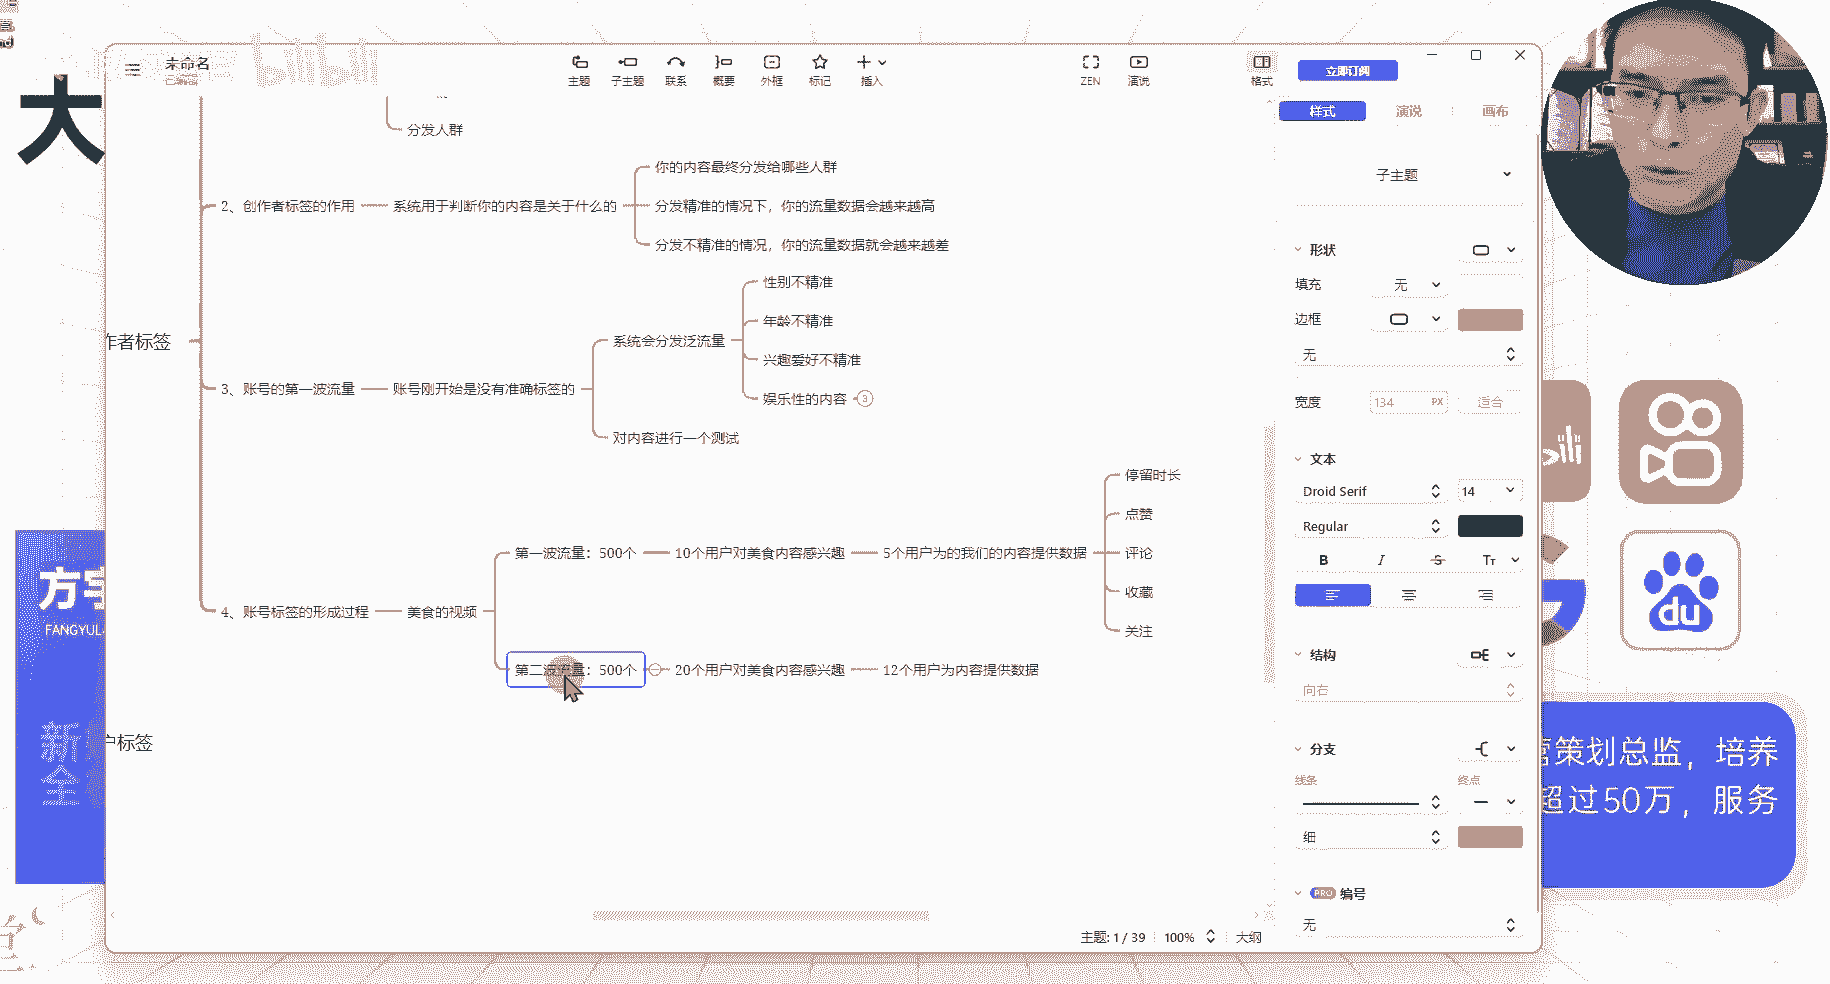 大
未命名
已编辑
bilibili
主题
子主题
联系
概要
外框
标记
插入
ZEN
演说
格式
立即订阅
样式
演说
画布
分发人群
2、创作者标签的作用
系统用于判断你的内容是关于什么的
你的内容最终分发给哪些人群
分发精准的情况下，你的流量数据会越来越高
分发不精准的情况，你的流量数据就会越来越差
作者标签
3、账号的第一波流量
账号刚开始是没有准确标签的
系统会分发泛流量
性别不精准
年龄不精准
兴趣爱好不精准
娱乐性的内容
3
对内容进行一个测试
4、账号标签的形成过程
美食的视频
第一波流量：500个
10个用户对美食内容感兴趣
5个用户为的我们的内容提供数据
停留时长
点赞
评论
收藏
关注
第二波流量：500个
20个用户对美食内容感兴趣
12个用户为内容提供数据
户标签
子主题
形状
填充
无
边框
无
宽度
134
PX
适合
文本
Droid Serif
14
Regular
B
I
S
TT
结构
向右
分支
线条
终点
细
PRO
编号
无
主题: 1 / 39
100%
大纲
方宇
FANGYUL
新
全
du
营策划总监，培养
超过50万，服务